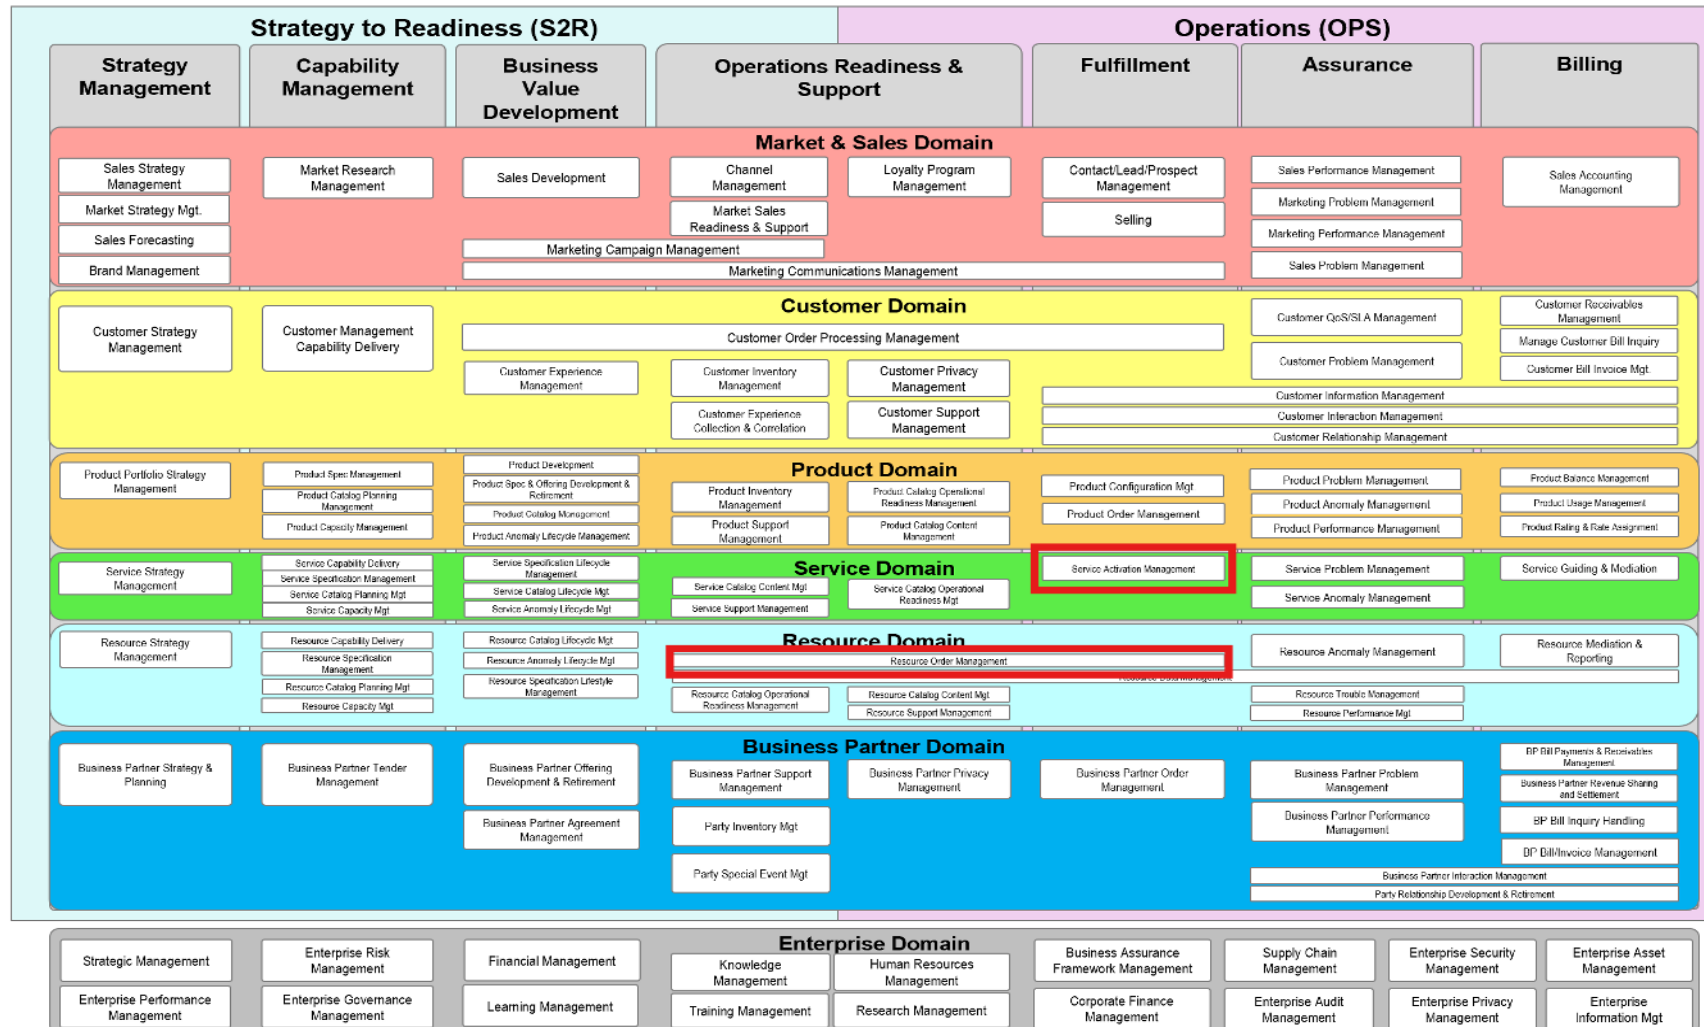 Strategy to Readiness (S2R)
Operations (OPS)
Strategy
Management
Capability
Management
Business
Value
Development
Operations Readiness &
Support
Fulfillment
Assurance
Billing
Market & Sales Domain
Sales Strategy
Management
Market Strategy Mgt.
Sales Forecasting
Brand Management
Market Research
Management
Sales Development
Channel
Management
Loyalty Program
Management
Market Sales
Readiness & Support
Marketing Campaign Management
Marketing Communications Management
Contact/Lead/Prospect
Management
Selling
Sales Performance Management
Marketing Problem Management
Marketing Performance Management
Sales Problem Management
Sales Accounting
Management
Customer Domain
Customer Strategy
Management
Customer Management
Capability Delivery
Customer Order Processing Management
Customer Experience
Management
Customer Inventory
Management
Customer Privacy
Management
Customer Experience
Collection & Correlation
Customer Support
Management
Customer QoS/SLA Management
Customer Problem Management
Customer Receivables
Management
Manage Customer Bill Inquiry
Customer Bill Invoice Mgt.
Customer Information Management
Customer Interaction Management
Customer Relationship Management
Product Domain
Product Portfolio Strategy
Management
Product Spec Management
Product Catalog Planning
Management
Product Capacity Management
Product Development
Product Spec & Offering Development &
Retirement
Product Catalog Management
Product Anomaly Lifecycle Management
Product Inventory
Management
Product Catalog Operational
Readiness Management
Product Support
Management
Product Catalog Content
Management
Product Configuration Mgt
Product Order Management
Product Problem Management
Product Anomaly Management
Product Performance Management
Product Balance Management
Product Usage Management
Product Rating & Rate Assignment
Service Domain
Service Strategy
Management
Service Capability Delivery
Service Specification Management
Service Catalog Planning Mgt
Service Capacity Mgt
Service Specification Lifecycle
Management
Service Catalog Lifecycle Mgt
Service Anomaly Lifecycle Mgt
Service Catalog Content Mgt
Service Catalog Operational
Readiness Mgt
Service Support Management
Service Activation Management
Service Problem Management
Service Anomaly Management
Service Guiding & Mediation
Resource Domain
Resource Strategy
Management
Resource Capability Delivery
Resource Specification
Management
Resource Catalog Planning Mgt
Resource Capacity Mgt
Resource Catalog Lifecycle Mgt
Resource Anomaly Lifecycle Mgt
Resource Specification Lifestyle
Management
Resource Order Management
Resource Data Management
Resource Catalog Operational
Readiness Management
Resource Catalog Content Mgt
Resource Support Management
Resource Anomaly Management
Resource Trouble Management
Resource Performance Mgt
Resource Mediation &
Reporting
Business Partner Domain
Business Partner Strategy &
Planning
Business Partner Tender
Management
Business Partner Offering
Development & Retirement
Business Partner Agreement
Management
Business Partner Support
Management
Business Partner Privacy
Management
Party Inventory Mgt
Party Special Event Mgt
Business Partner Order
Management
Business Partner Problem
Management
Business Partner Performance
Management
BP Bill Payments & Receivables
Management
Business Partner Revenue Sharing
and Settlement
BP Bill Inquiry Handling
BP Bill/Invoice Management
Business Partner Interaction Management
Party Relationship Development & Retirement
Enterprise Domain
Strategic Management
Enterprise Risk
Management
Financial Management
Knowledge
Management
Human Resources
Management
Business Assurance
Framework Management
Supply Chain
Management
Enterprise Security
Management
Enterprise Asset
Management
Enterprise Performance
Management
Enterprise Governance
Management
Learning Management
Training Management
Research Management
Corporate Finance
Management
Enterprise Audit
Management
Enterprise Privacy
Management
Enterprise
Information Mgt